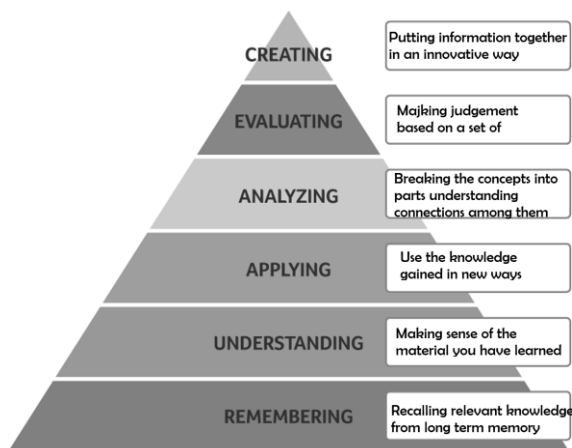 CREATING
Putting information together
in an innovative way
EVALUATING
Majking judgement
based on a set of
ANALYZING
Breaking the concepts into
parts understanding
connections among them
APPLYING
Use the knowledge
gained in new ways
UNDERSTANDING
Making sense of the
material you have learned
REMEMBERING
Recalling relevant knowledge
from long term memory